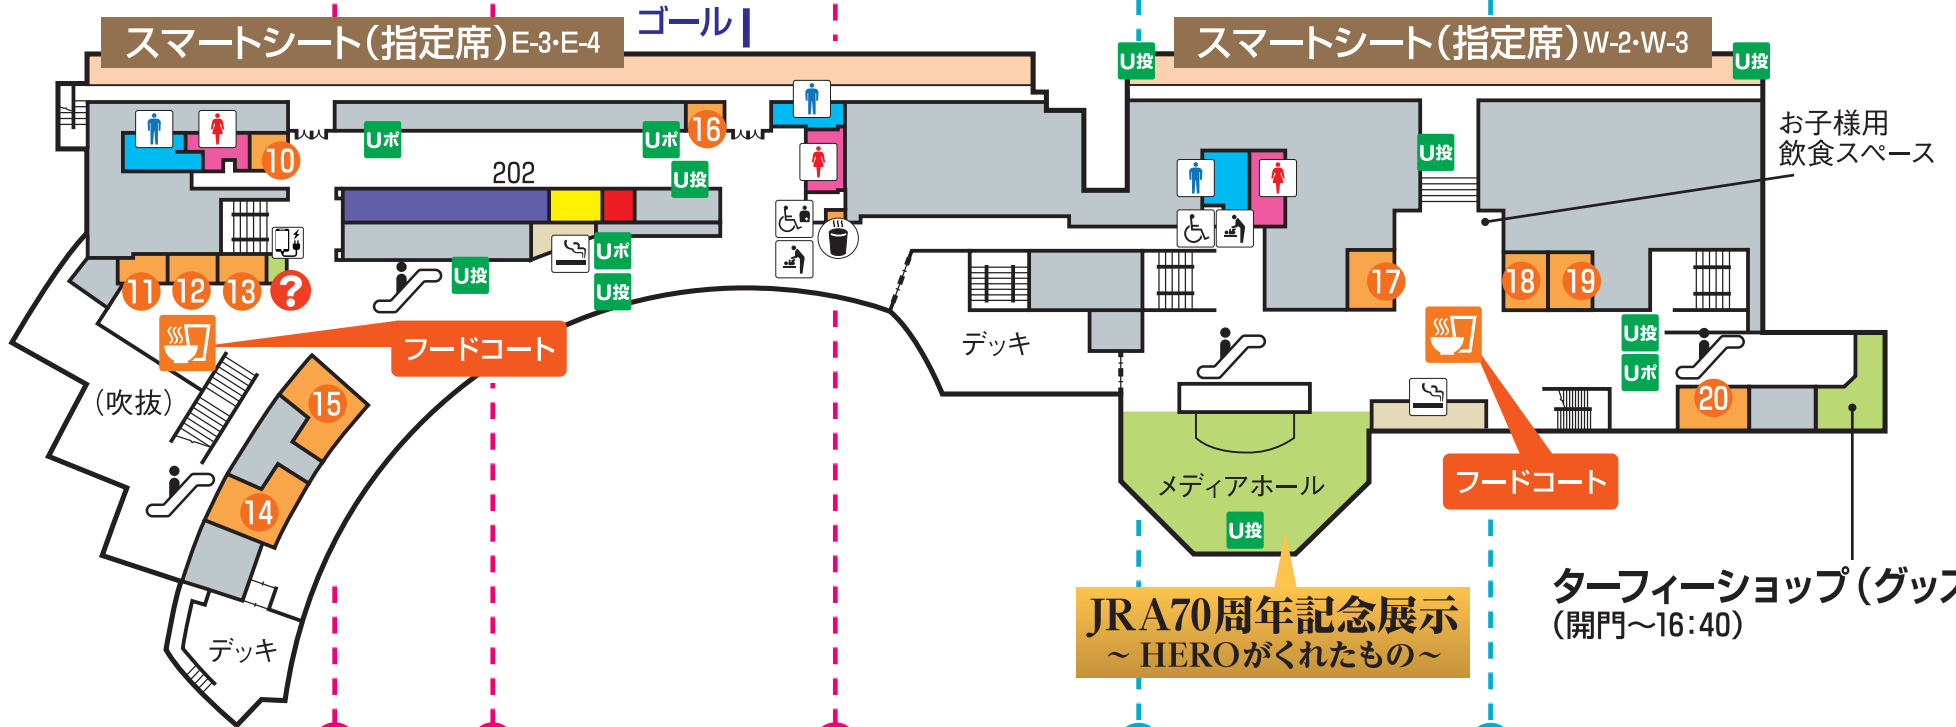 ゴール
スマートシート(指定席)E-3・E-4
スマートシート(指定席)W-2・W-3
U投
U投
お子様用
飲食スペース
16
Uポ
Uポ
U投
10
202
U投
Uポ
U投
U投
11
12
13
?
17
18
19
フードコート
デッキ
U投
Uポ
(吹抜)
15
20
14
メディアホール
フードコート
U投
デッキ
JRA70周年記念展示
~HEROがくれたもの~
ターフィーショップ(グッズ
(開門~16:40)